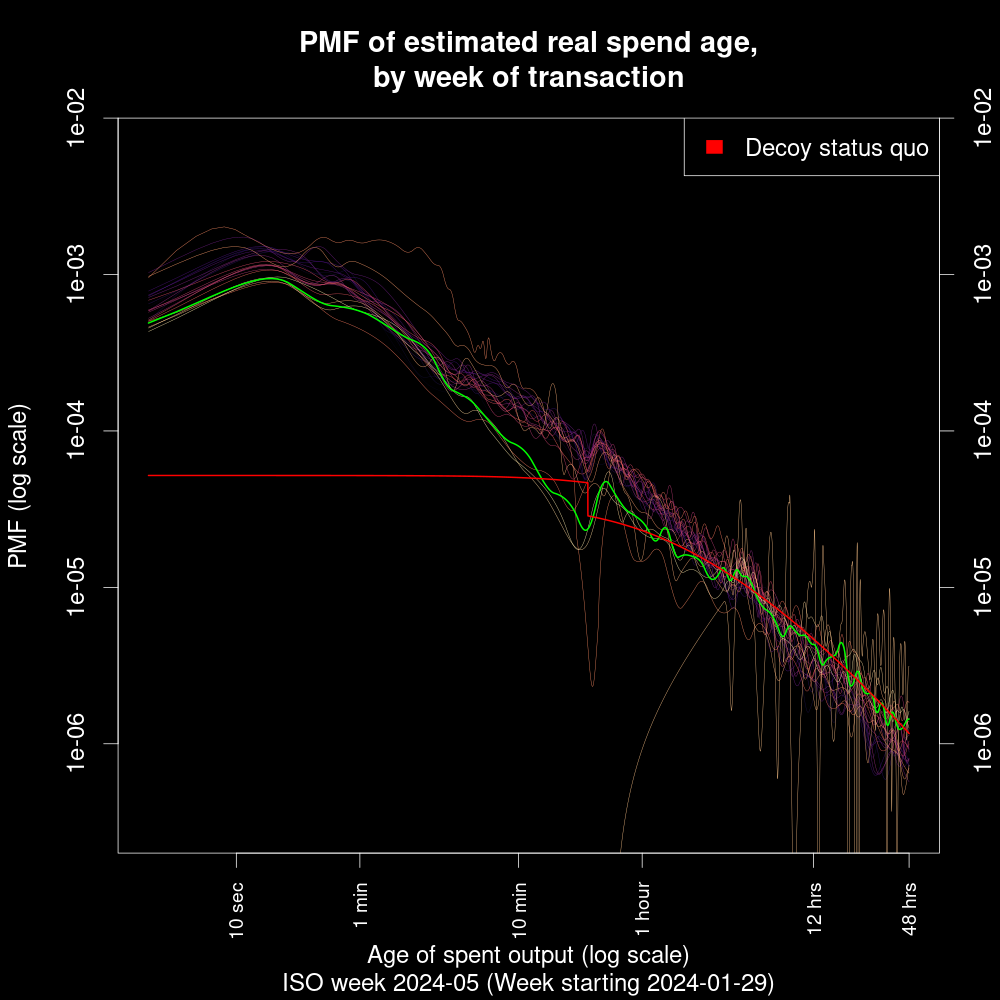 PMF of estimated real spend age,
by week of transaction
Decoy status quo
PMF (log scale)
1e-02
1e-03
1e-04
1e-05
1e-06
1e-02
1e-03
1e-04
1e-05
1e-06
10 sec
1 min
10 min
1 hour
12 hrs
48 hrs
Age of spent output (log scale)
ISO week 2024-05 (Week starting 2024-01-29)